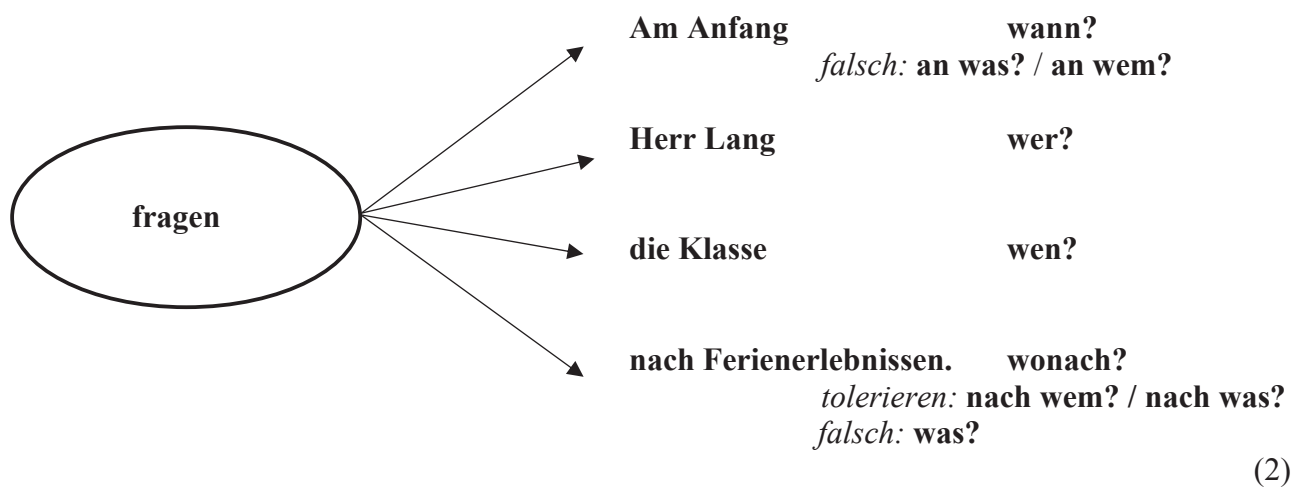 Am Anfang wann?
falsch: an was? / an wem?
Herr Lang wer?
fragen
die Klasse wen?
nach Ferienerlebnissen. wonach?
tolerieren: nach wem? / nach was?
falsch: was?
(2)